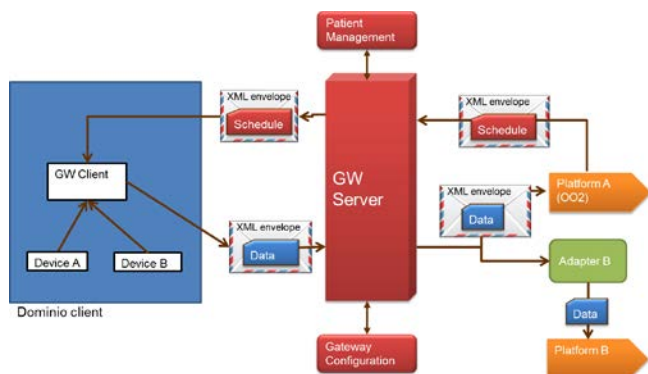 Patient
Management
XML envelope
Schedule
XML envelope
Schedule
GW Client
GW
Server
XML envelope
Data
Platform A
(OO2)
XML envelope
Data
Device A
Device B
Adapter B
Data
Dominio client
Gateway
Configuration
Platform B